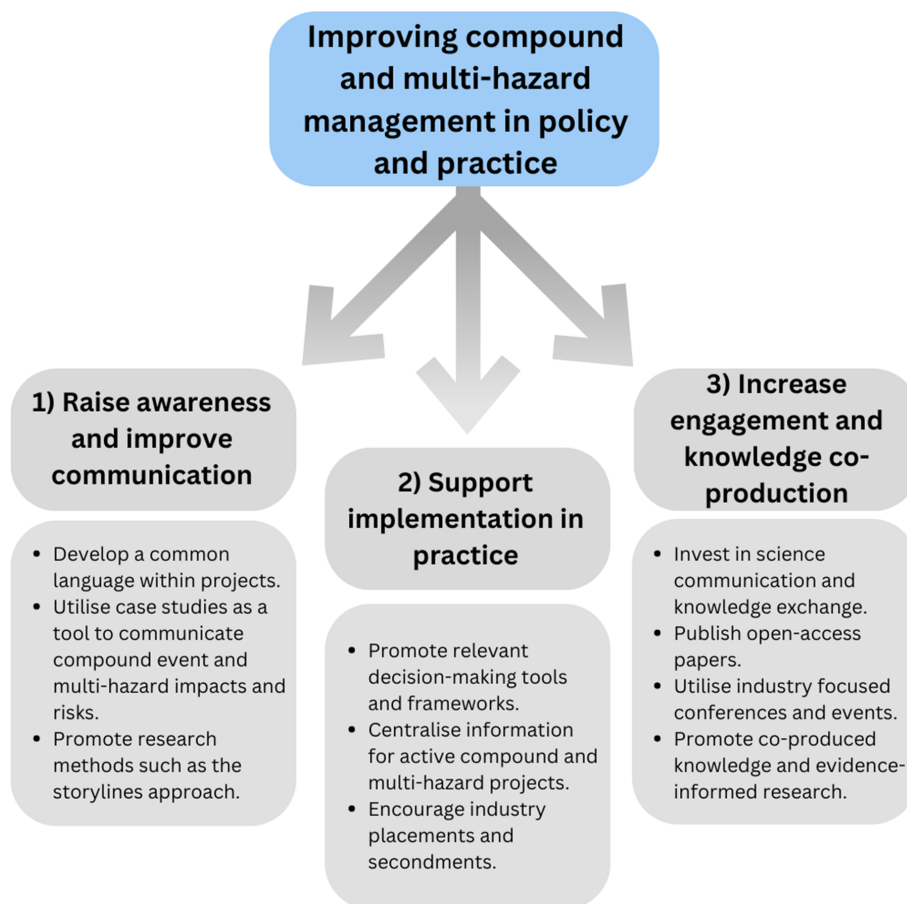 Improving compound
and multi-hazard
management in policy
and practice
1) Raise awareness
and improve
communication
• Develop a common
language within projects.
• Utilise case studies as a
tool to communicate
compound event and
multi-hazard impacts and
risks.
• Promote research
methods such as the
storylines approach.
2) Support
implementation in
practice
• Promote relevant
decision-making tools
and frameworks.
• Centralise information
for active compound and
multi-hazard projects.
• Encourage industry
placements and
secondments.
3) Increase
engagement and
knowledge co-
production
• Invest in science
communication and
knowledge exchange.
• Publish open-access
papers.
• Utilise industry focused
conferences and events.
• Promote co-produced
knowledge and evidence-
informed research.